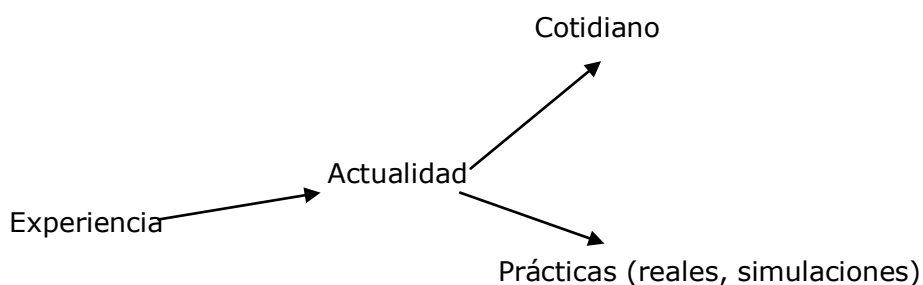 Cotidiano
Actualidad
Experiencia
Prácticas (reales, simulaciones)